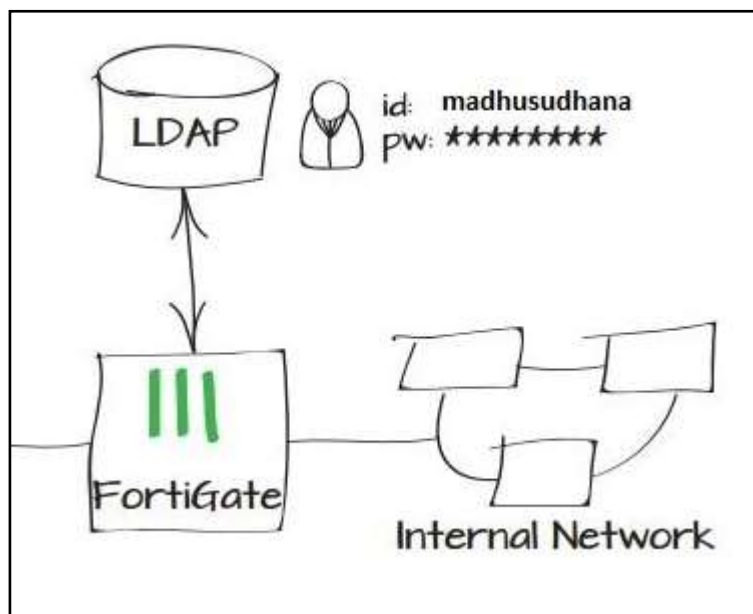 LDAP
id: madhusudhana
pw: ********
FortiGate
Internal Network